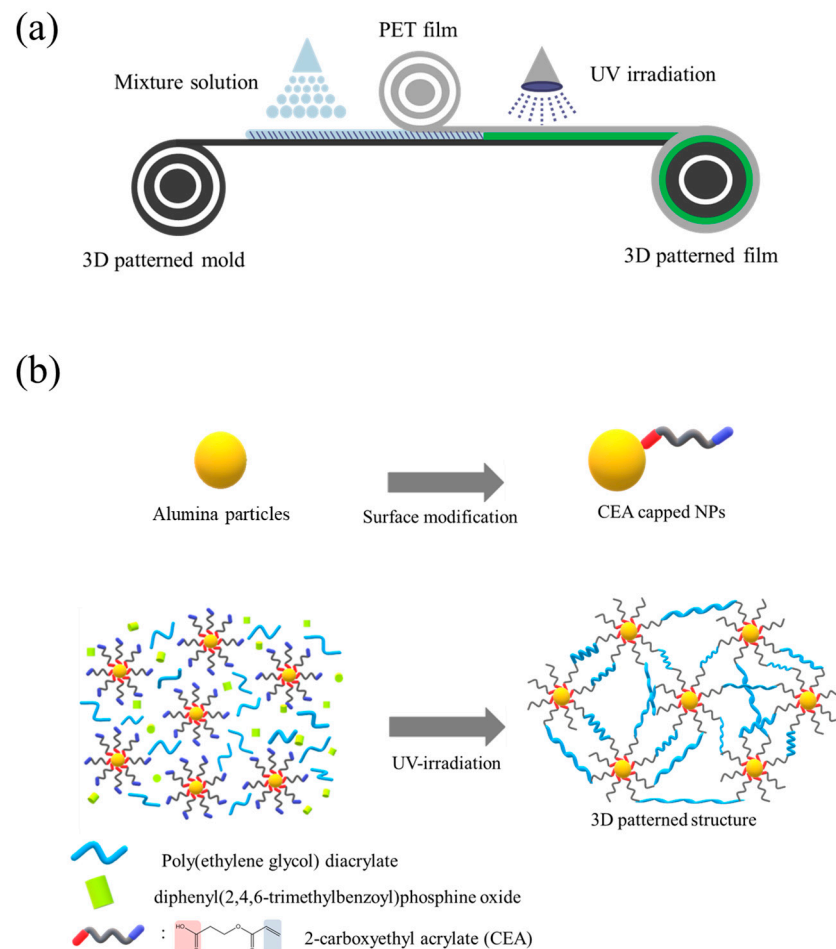 (a)
PET film
Mixture solution
UV irradiation
3D patterned mold
3D patterned film
(b)
Alumina particles
Surface modification
CEA capped NPs
UV-irradiation
3D patterned structure
Poly(ethylene glycol) diacrylate
diphenyl(2,4,6-trimethylbenzoyl)phosphine oxide
: HO O 2-carboxyethyl acrylate (CEA)